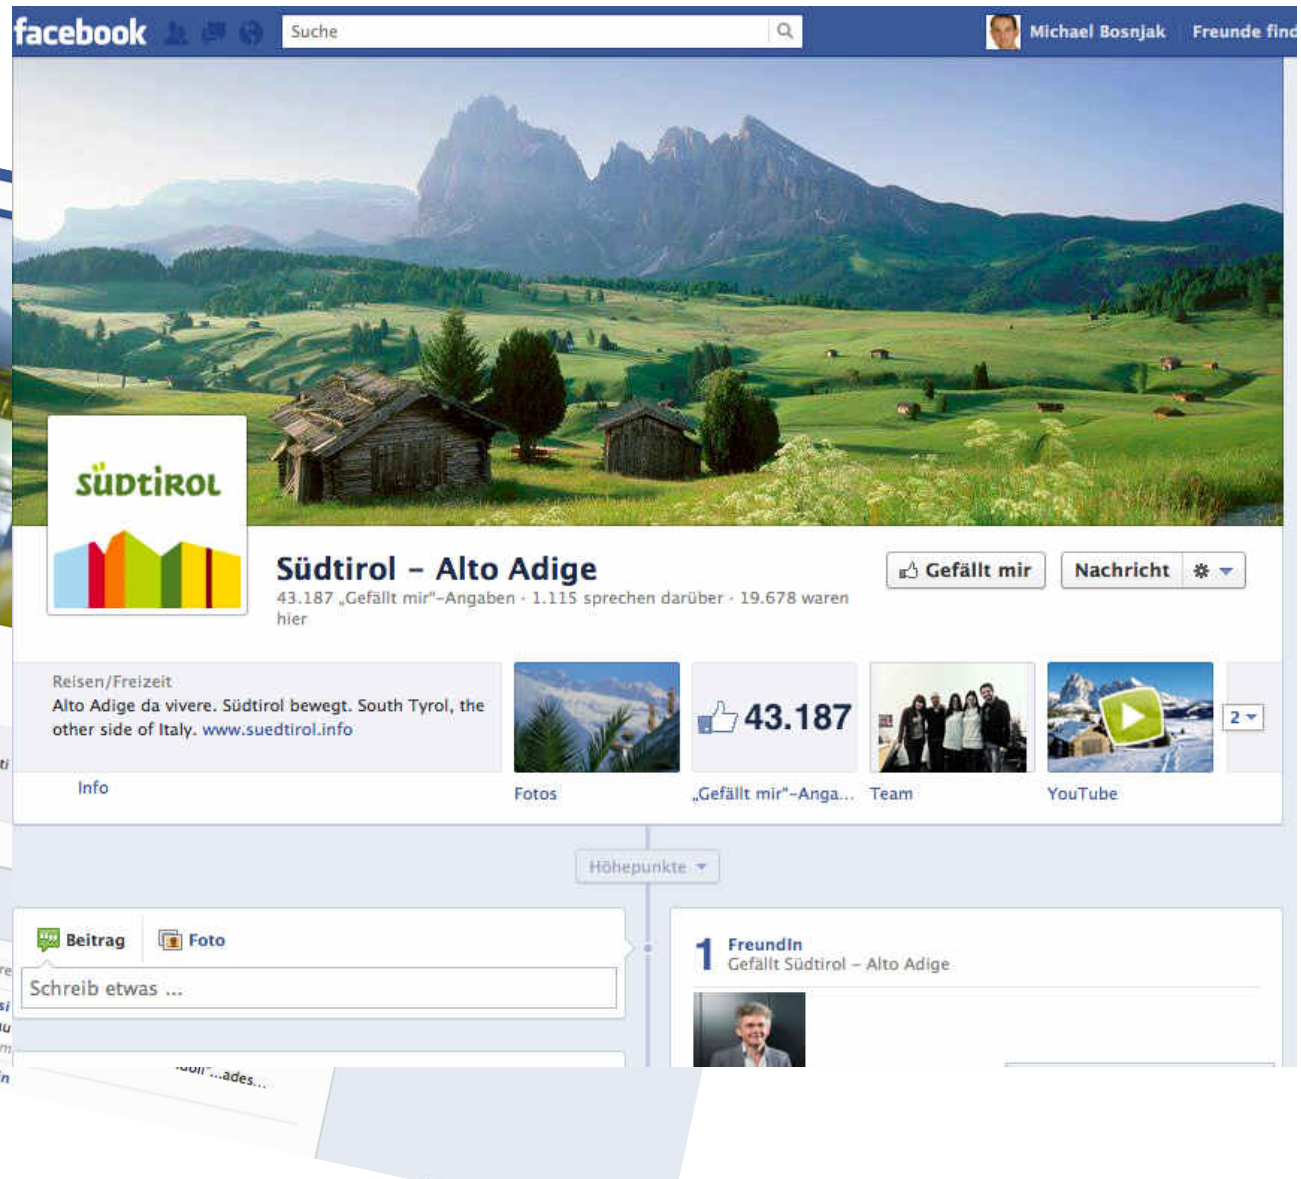 facebook
Suche
Michael Bosnjak
Freunde find
südtirol
Südtirol – Alto Adige
43.187 „Gefällt mir“-Angaben · 1.115 sprechen darüber · 19.678 waren
hier
Gefällt mir
Nachricht
Reisen/Freizeit
Alto Adige da vivere. Südtirol bewegt. South Tyrol, the
other side of Italy. www.suedtirol.info
43.187
2
Info
Fotos
„Gefällt mir“-Anga...
Team
YouTube
Höhepunkte
Beitrag
Foto
Schreib etwas ...
1
FreundIn
Gefällt Südtirol – Alto Adige
...ades...